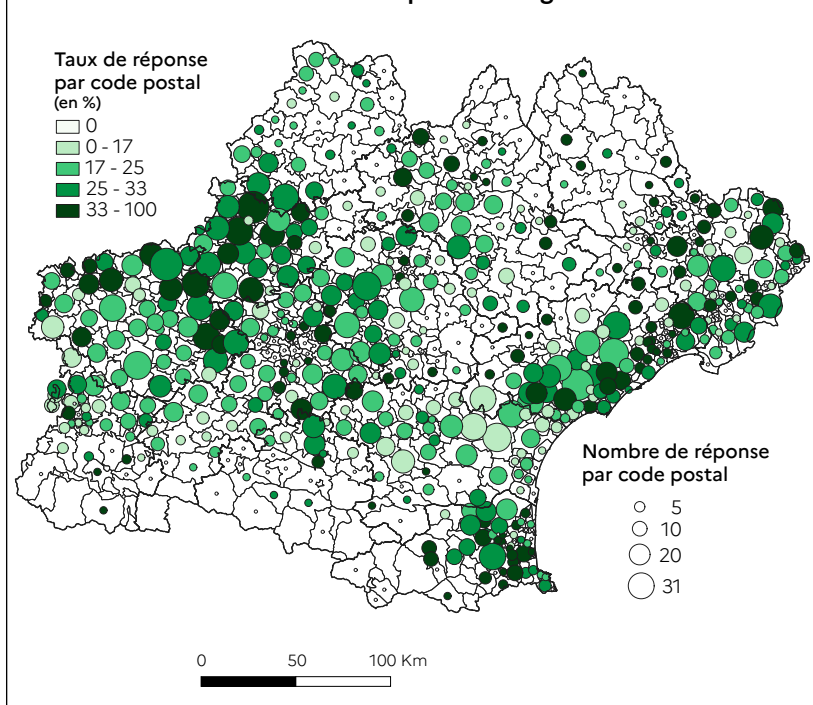 Taux de réponse
par code postal
(en %)
0
0 - 17
17 - 25
25 - 33
33 - 100
Nombre de réponse
par code postal
5
10
20
31
0 50 100 Km